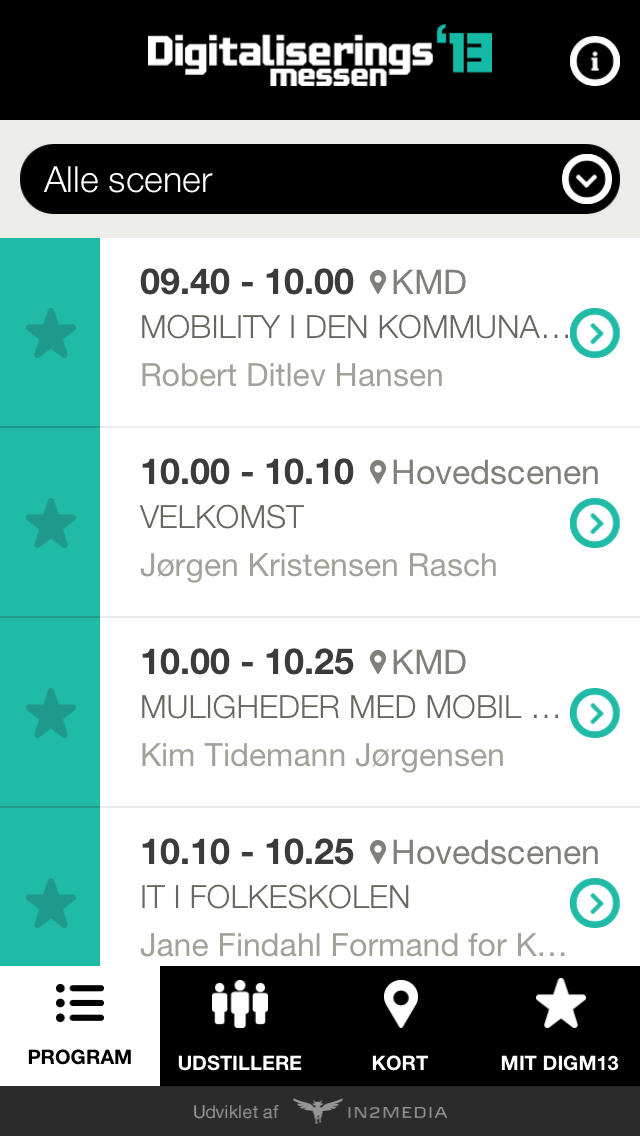 Digitaliserings '13
messen
Alle scener
09.40 - 10.00 KMD
MOBILITY I DEN KOMMUNA...
Robert Ditlev Hansen
10.00 - 10.10 Hovedscenen
VELKOMST
Jørgen Kristensen Rasch
10.00 - 10.25 KMD
MULIGHEDER MED MOBIL ...
Kim Tidemann Jørgensen
10.10 - 10.25 Hovedscenen
IT I FOLKESKOLEN
Jane Findahl Formand for K...
PROGRAM UDSTILLERE KORT MIT DIGM13
Udviklet af IN2MEDIA